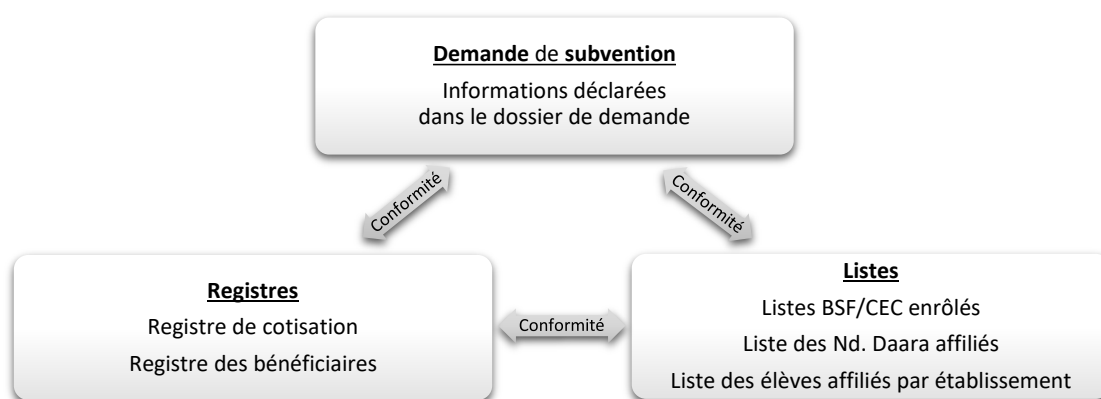 Demande de subvention
Informations déclarées
dans le dossier de demande
Conformité
Conformité
Registres
Registre de cotisation
Registre des bénéficiaires
Conformité
Listes
Listes BSF/CEC enrôlés
Liste des Nd. Daara affiliés
Liste des élèves affiliés par établissement